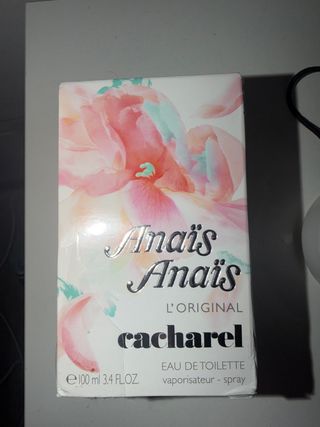 Anaïs
Anaïs
L'ORIGINAL
cacharel
EAU DE TOILETTE
℮ 100 ml 3.4 FL.OZ. vaporisateur - spray